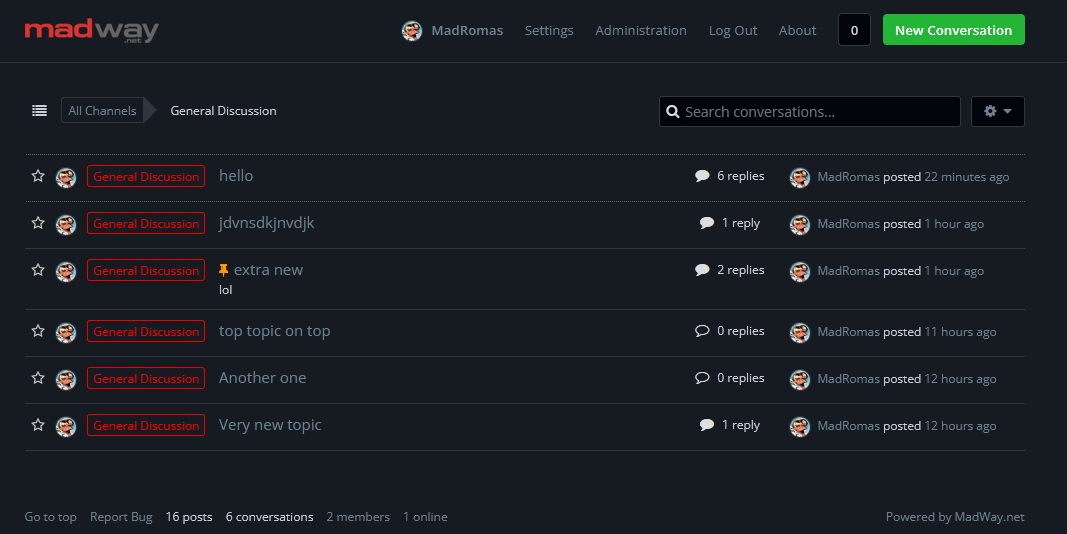 madway .net MadRomas Settings Administration Log Out About 0 New Conversation
All Channels General Discussion Search conversations...
General Discussion hello 6 replies MadRomas posted 22 minutes ago
General Discussion jdvnsdkjnvdjk 1 reply MadRomas posted 1 hour ago
General Discussion extra new 2 replies MadRomas posted 1 hour ago
lol
General Discussion top topic on top 0 replies MadRomas posted 11 hours ago
General Discussion Another one 0 replies MadRomas posted 12 hours ago
General Discussion Very new topic 1 reply MadRomas posted 12 hours ago
Go to top Report Bug 16 posts 6 conversations 2 members 1 online Powered by MadWay.net